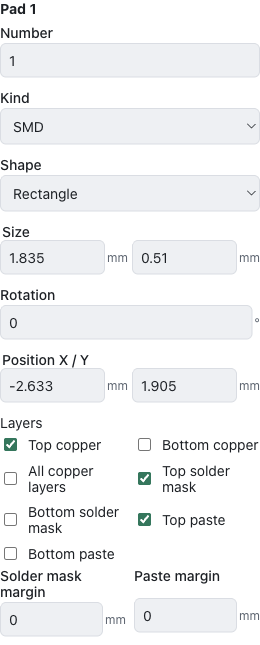 Pad 1
Number
1
Kind
SMD
Shape
Rectangle
Size
1.835 mm 0.51 mm
Rotation
0 °
Position X / Y
-2.633 mm 1.905 mm
Layers
Top copper Bottom copper
All copper
layers
Top solder
mask
Bottom solder
mask
Top paste
Bottom paste
Solder mask
margin
Paste margin
0 mm 0 mm